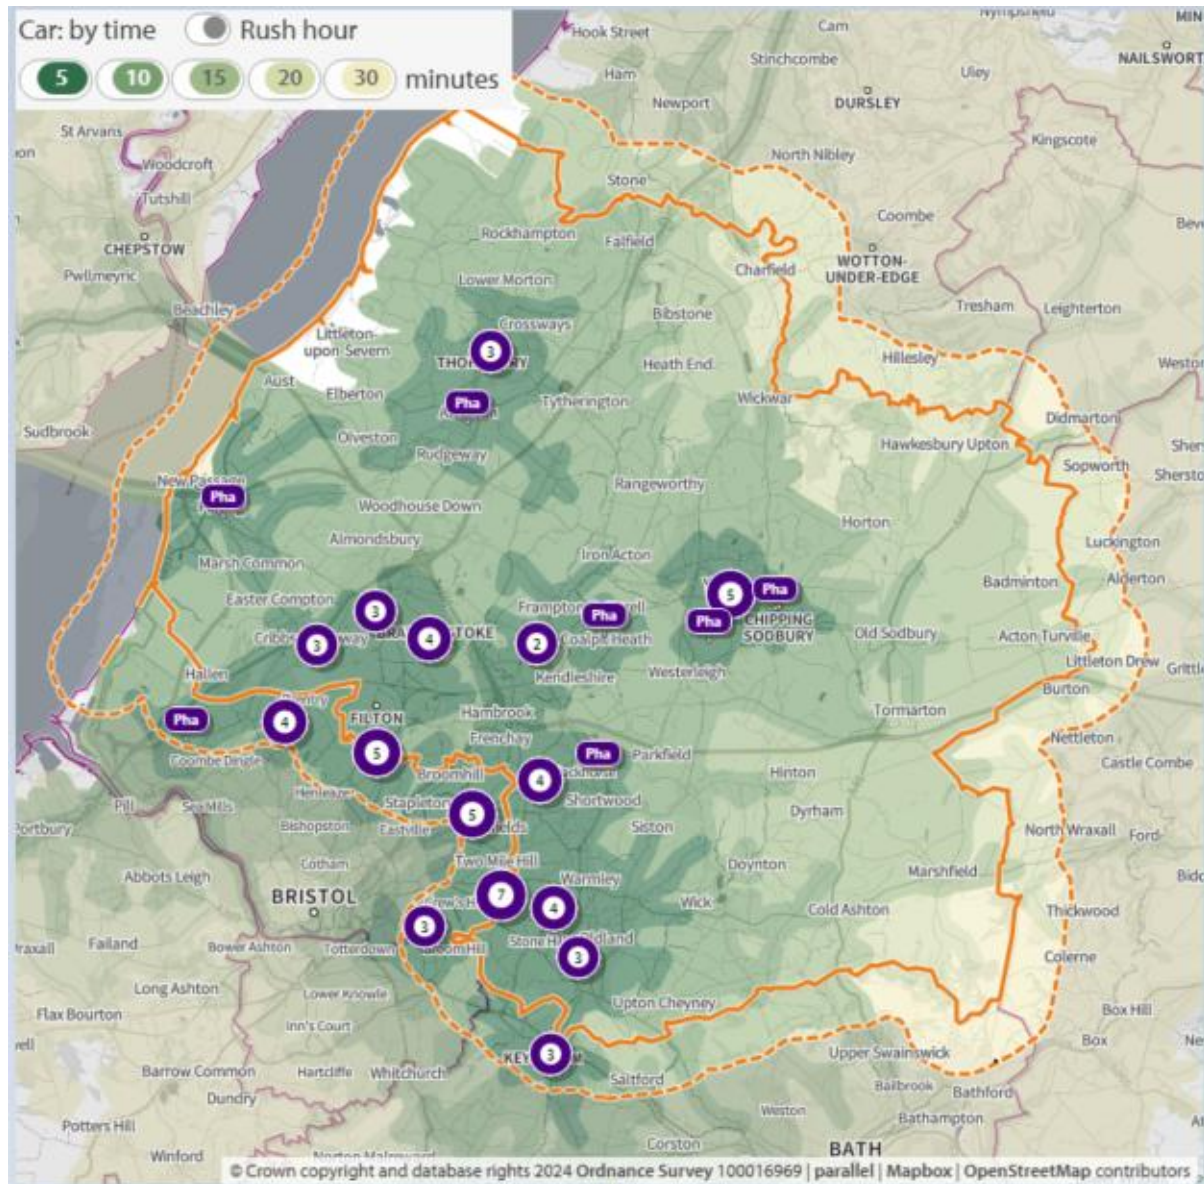 Car: by time Rush hour
5 10 15 20 30 minutes
Hook Street
Cam
Nympsfield
MIN
NAILSWORT
Stinchcombe
Ham
Uley
Newport
DURSLEY
St Arvans
Kingscote
Woodcroft
North Nibley
Tutshill
Stone
Coombe
Rockhampton
Falfield
CHEPSTOW
WOTTON-
UNDER-EDGE
Charfield
Pwllmeyric
Lower Morton
Beachley
Tresham
Leighterton
Bibstone
Crossways
Littleton-
upon Severn
3
Hillesley
Heath End
Weston
Aust
Elberton
Pha
Tytherington
Wickwar
Didmarton
Sudbrook
Olveston
Hawkesbury Upton
Rudgeway
Sopworth
New Passage
Pha
Rangeworthy
Woodhouse Down
Horton
Almondsbury
Luckington
Iron Acton
Marsh Common
Badminton
Alderton
5
Pha
Easter Compton
3
Pha
Pha
CHIPPING
SODBURY
4
Old Sodbury
Acton Turville
3
2
Coalpit Heath
Littleton Drew
Westerleigh
Hallen
Kendleshire
Burton
Tormarton
Pha
4
FILTON
Hambrook
Frenchay
Nettleton
5
Pha
Parkfield
Castle Combe
Coombe Dingle
Broomhill
4
Hinton
Henleaze
Stapleton
Shortwood
Pill
Sea Mills
Dyrham
5
Portbury
Bishopston
Eastville
Siston
North Wraxall
Ford
Cotham
Two Mile Hill
Doynton
Abbots Leigh
Warmley
Marshfield
BRISTOL
7
4
Wick
Cold Ashton
Thickwood
3
Failand
Bower Ashton
Totterdown
Broom Hill
3
Colerne
Long Ashton
Lower Knowle
Upton Cheyney
Box Hill
Flax Bourton
Inn's Court
3
Box
Barrow Common
Hartcliffe
Whitchurch
Upper Swainswick
Saltford
Bailbrook
Bathford
Dundry
Weston
Bathampton
Potters Hill
Corston
BATH
Winford
Norton Malreward
© Crown copyright and database rights 2024 Ordnance Survey 100016969 | parallel | Mapbox | OpenStreetMap contributors